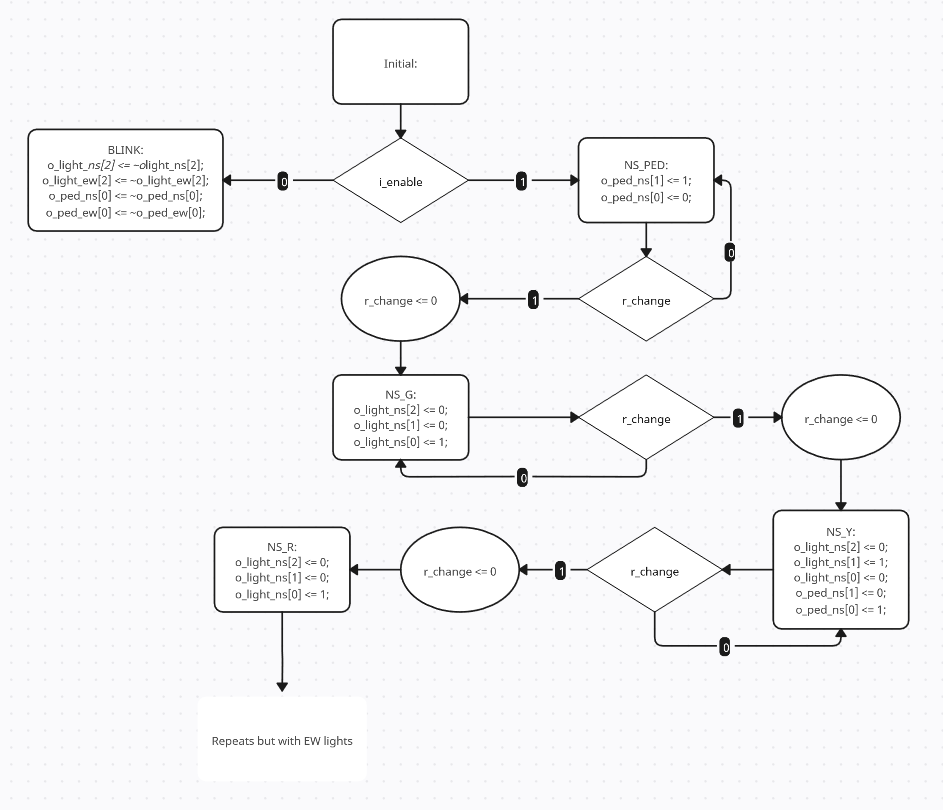 Initial:
BLINK:
o_light_ns[2] <= ~olight_ns[2];
o_light_ew[2] <= ~o_light_ew[2];
o_ped_ns[0] <= ~o_ped_ns[0];
o_ped_ew[0] <= ~o_ped_ew[0];
0
i_enable
1
NS_PED:
o_ped_ns[1] <= 1;
o_ped_ns[0] <= 0;
0
r_change <= 0
1
r_change
NS_G:
o_light_ns[2] <= 0;
o_light_ns[1] <= 0;
o_light_ns[0] <= 1;
r_change
1
r_change <= 0
0
NS_R:
o_light_ns[2] <= 0;
o_light_ns[1] <= 0;
o_light_ns[0] <= 1;
r_change <= 0
1
r_change
NS_Y:
o_light_ns[2] <= 0;
o_light_ns[1] <= 1;
o_light_ns[0] <= 0;
o_ped_ns[1] <= 0;
o_ped_ns[0] <= 1;
0
Repeats but with EW lights